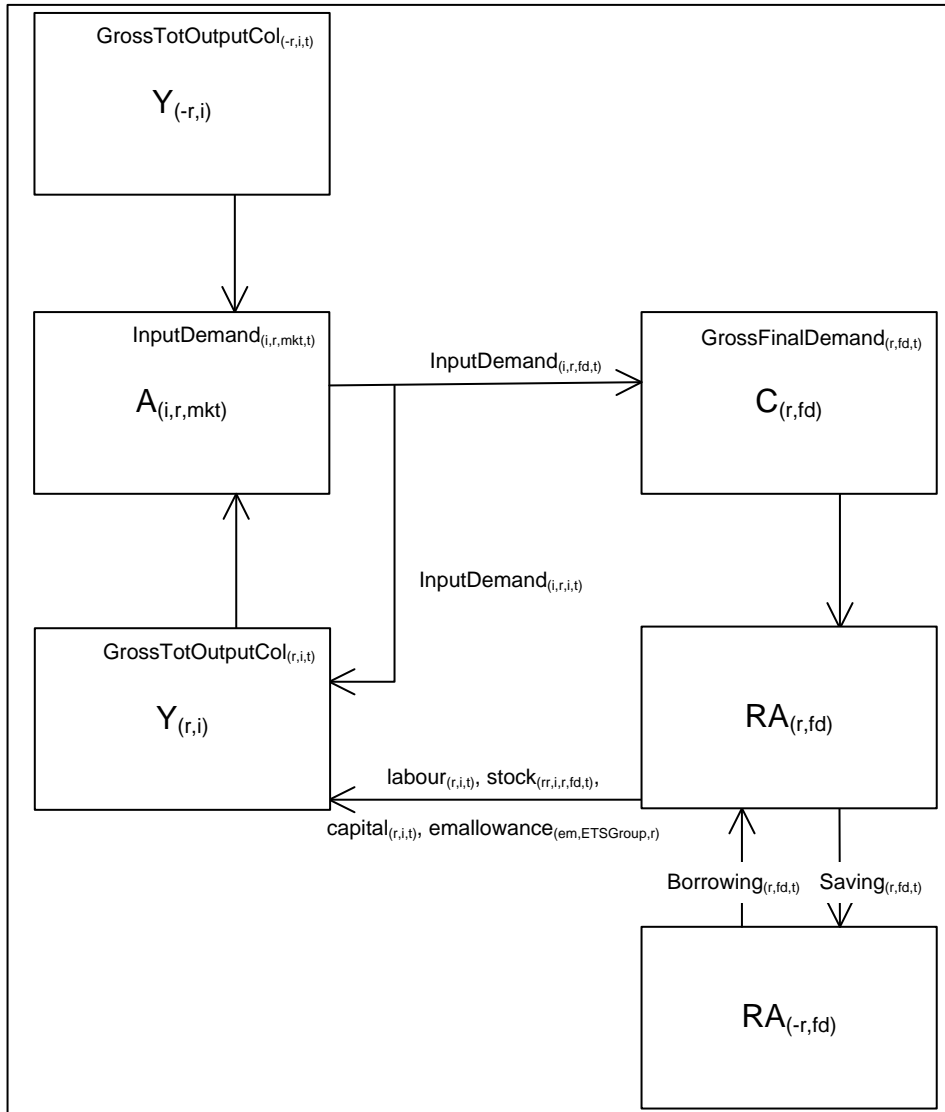 GrossTotOutputCol(-r,i,t)
Y(-r,i)
InputDemand(i,r,mkt,t)
A(i,r,mkt)
InputDemand(i,r,fd,t)
GrossFinalDemand(r,fd,t)
C(r,fd)
InputDemand(i,r,i,t)
GrossTotOutputCol(r,i,t)
Y(r,i)
RA(r,fd)
labour(r,i,t), stock(rr,i,r,fd,t),
capital(r,i,t), emallowance(em,ETSGroup,r)
Borrowing(r,fd,t)
Saving(r,fd,t)
RA(-r,fd)